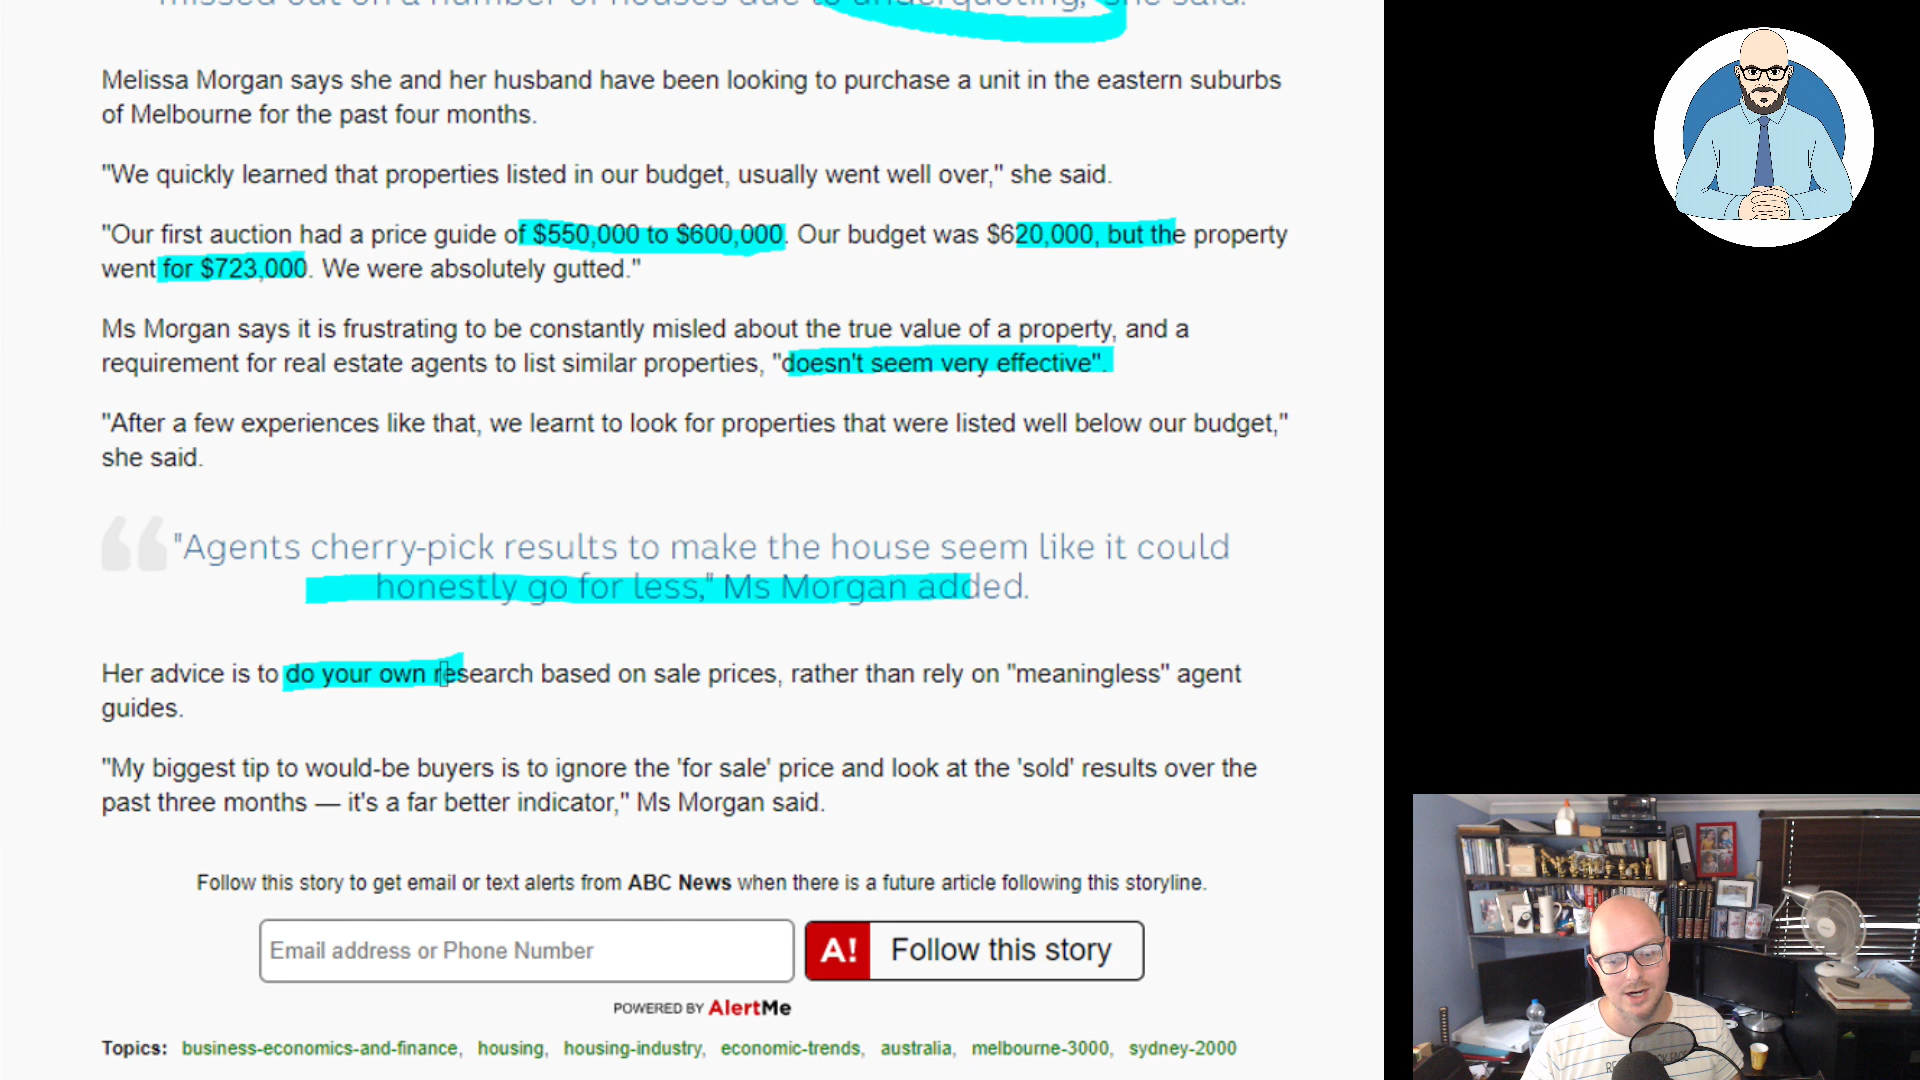 missed out on a number of houses due to underquoting," she said.
Melissa Morgan says she and her husband have been looking to purchase a unit in the eastern suburbs
of Melbourne for the past four months.
"We quickly learned that properties listed in our budget, usually went well over," she said.
"Our first auction had a price guide of $550,000 to $600,000. Our budget was $620,000, but the property
went for $723,000. We were absolutely gutted."
Ms Morgan says it is frustrating to be constantly misled about the true value of a property, and a
requirement for real estate agents to list similar properties, "doesn't seem very effective".
"After a few experiences like that, we learnt to look for properties that were listed well below our budget,"
she said.
"Agents cherry-pick results to make the house seem like it could
honestly go for less," Ms Morgan added.
Her advice is to do your own research based on sale prices, rather than rely on "meaningless" agent
guides.
"My biggest tip to would-be buyers is to ignore the 'for sale' price and look at the 'sold' results over the
past three months — it's a far better indicator," Ms Morgan said.
Follow this story to get email or text alerts from ABC News when there is a future article following this storyline.
Email address or Phone Number
A! Follow this story
POWERED BY AlertMe
Topics: business-economics-and-finance, housing, housing-industry, economic-trends, australia, melbourne-3000, sydney-2000